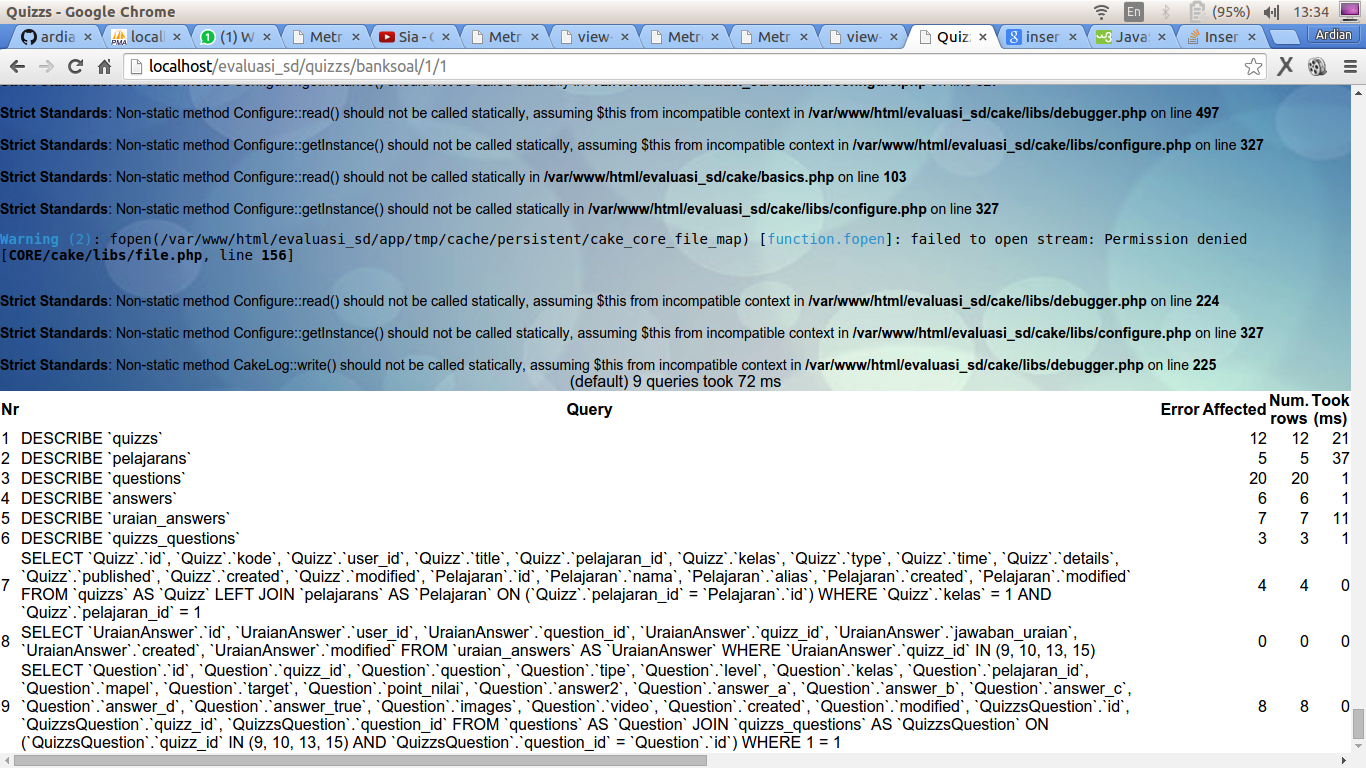 Quizzs - Google Chrome
En (95%) 13:34
ardia locall (1) W Metr Sia - C Metr view- Metr Metr view- Quiz inser Java Inser Ardian
localhost/evaluasi_sd/quizzs/banksoal/1/1
Strict Standards: Non-static method Configure::read() should not be called statically, assuming $this from incompatible context in /var/www/html/evaluasi_sd/cake/libs/debugger.php on line 497
Strict Standards: Non-static method Configure::getInstance() should not be called statically, assuming $this from incompatible context in /var/www/html/evaluasi_sd/cake/libs/configure.php on line 327
Strict Standards: Non-static method Configure::read() should not be called statically in /var/www/html/evaluasi_sd/cake/basics.php on line 103
Strict Standards: Non-static method Configure::getInstance() should not be called statically in /var/www/html/evaluasi_sd/cake/libs/configure.php on line 327
Warning (2): fopen(/var/www/html/evaluasi_sd/app/tmp/cache/persistent/cake_core_file_map) [function.fopen]: failed to open stream: Permission denied
[CORE/cake/libs/file.php, line 156]
Strict Standards: Non-static method Configure::read() should not be called statically, assuming $this from incompatible context in /var/www/html/evaluasi_sd/cake/libs/debugger.php on line 224
Strict Standards: Non-static method Configure::getInstance() should not be called statically, assuming $this from incompatible context in /var/www/html/evaluasi_sd/cake/libs/configure.php on line 327
Strict Standards: Non-static method CakeLog::write() should not be called statically, assuming $this from incompatible context in /var/www/html/evaluasi_sd/cake/libs/debugger.php on line 225
(default) 9 queries took 72 ms
Nr Query Error Affected Num. rows Took (ms)
1 DESCRIBE `quizzs` 12 12 21
2 DESCRIBE `pelajarans` 5 5 37
3 DESCRIBE `questions` 20 20 1
4 DESCRIBE `answers` 6 6 1
5 DESCRIBE `uraian_answers` 7 7 11
6 DESCRIBE `quizzs_questions` 3 3 1
SELECT `Quizz`.`id`, `Quizz`.`kode`, `Quizz`.`user_id`, `Quizz`.`title`, `Quizz`.`pelajaran_id`, `Quizz`.`kelas`, `Quizz`.`type`, `Quizz`.`time`, `Quizz`.`details`,
`Quizz`.`published`, `Quizz`.`created`, `Quizz`.`modified`, `Pelajaran`.`id`, `Pelajaran`.`nama`, `Pelajaran`.`alias`, `Pelajaran`.`created`, `Pelajaran`.`modified`
7 FROM `quizzs` AS `Quizz` LEFT JOIN `pelajarans` AS `Pelajaran` ON (`Quizz`.`pelajaran_id` = `Pelajaran`.`id`) WHERE `Quizz`.`kelas` = 1 AND 4 4 0
`Quizz`.`pelajaran_id` = 1
8 SELECT `UraianAnswer`.`id`, `UraianAnswer`.`user_id`, `UraianAnswer`.`question_id`, `UraianAnswer`.`quizz_id`, `UraianAnswer`.`jawaban_uraian`, 0 0 0
`UraianAnswer`.`created`, `UraianAnswer`.`modified` FROM `uraian_answers` AS `UraianAnswer` WHERE `UraianAnswer`.`quizz_id` IN (9, 10, 13, 15)
SELECT `Question`.`id`, `Question`.`quizz_id`, `Question`.`question`, `Question`.`tipe`, `Question`.`level`, `Question`.`kelas`, `Question`.`pelajaran_id`,
`Question`.`mapel`, `Question`.`target`, `Question`.`point_nilai`, `Question`.`answer2`, `Question`.`answer_a`, `Question`.`answer_b`, `Question`.`answer_c`,
9 `Question`.`answer_d`, `Question`.`answer_true`, `Question`.`images`, `Question`.`video`, `Question`.`created`, `Question`.`modified`, `QuizzsQuestion`.`id`, 8 8 0
`QuizzsQuestion`.`quizz_id`, `QuizzsQuestion`.`question_id` FROM `questions` AS `Question` JOIN `quizzs_questions` AS `QuizzsQuestion` ON
(`QuizzsQuestion`.`quizz_id` IN (9, 10, 13, 15) AND `QuizzsQuestion`.`question_id` = `Question`.`id`) WHERE 1 = 1